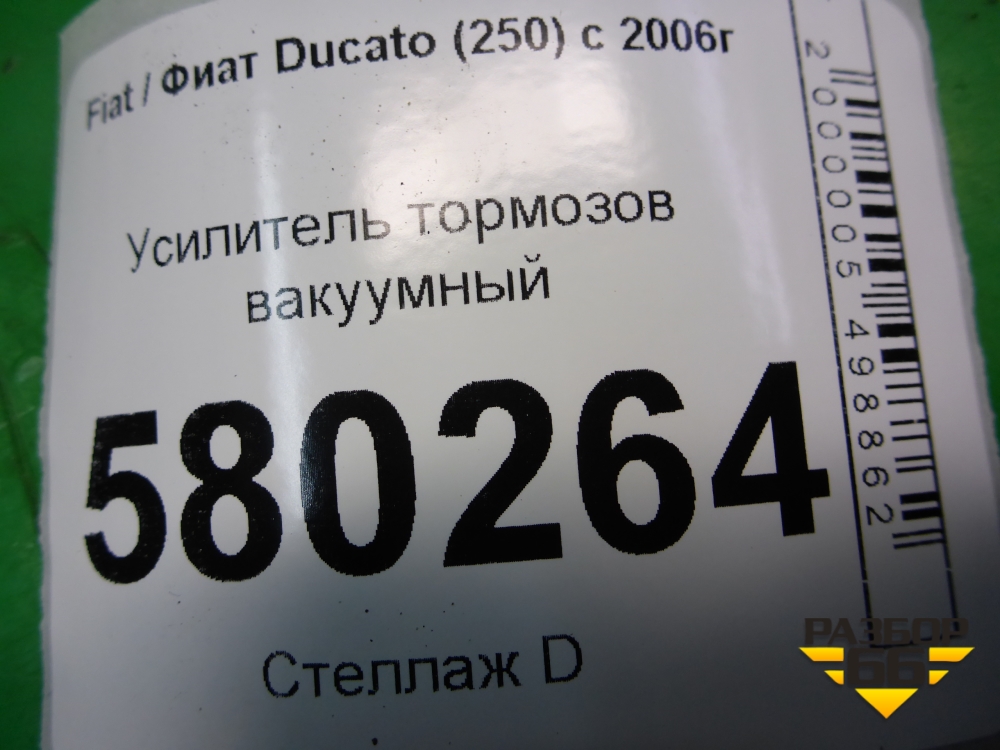 Fiat / Фиат Ducato (250) с 2006г
Усилитель тормозов
вакуумный
580264
Стеллаж D
2000005498862
РАЗБОР
66